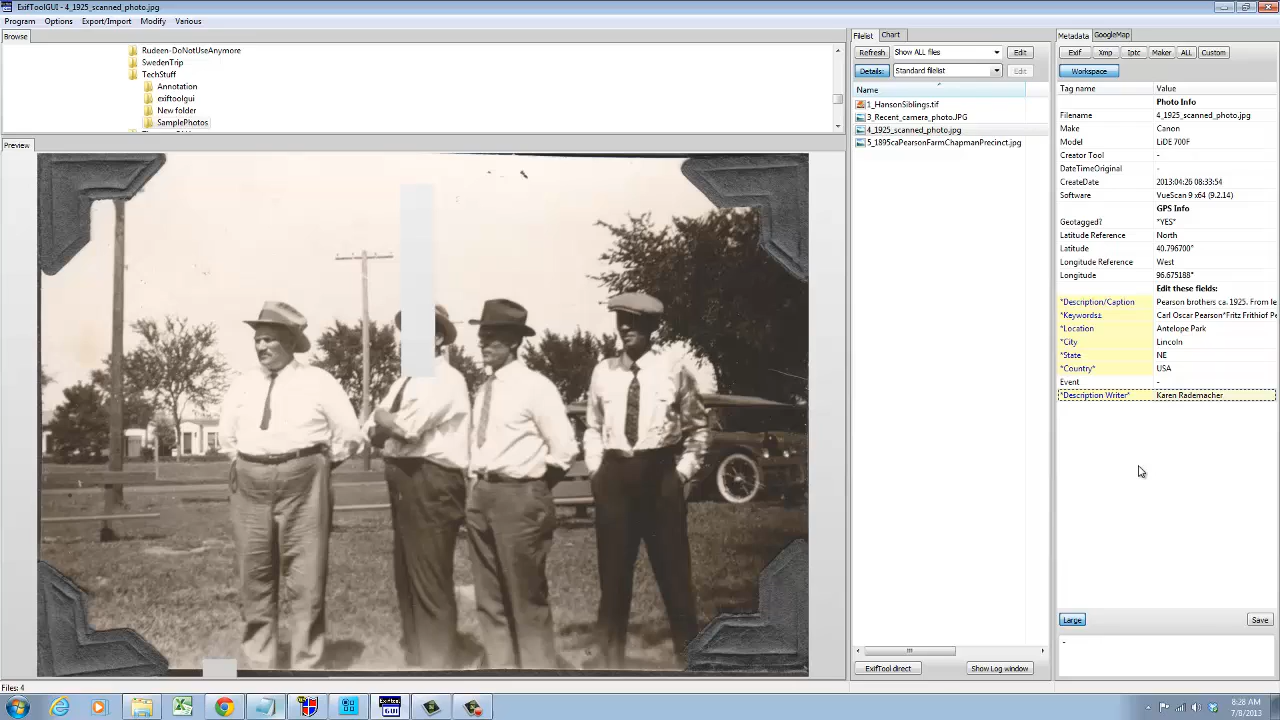 ExifToolGUI - 4_1925_scanned_photo.jpg
Program Options Export/Import Modify Various
Browse
Rudeen-DoNotUseAnymore
SwedenTrip
TechStuff
Annotation
exiftoolgui
New folder
SamplePhotos
Preview
Filelist Chart
Refresh Show ALL files Edit
Details: Standard filelist Edit
Name
1_HansonSiblings.tif
3_Recent_camera_photo.JPG
4_1925_scanned_photo.jpg
5_1895caPearsonFarmChapmanPrecinct.jpg
ExifTool direct Show Log window
Metadata GoogleMap
Exif Xmp Iptc Maker ALL Custom
Workspace
Tag name Value
Photo Info
Filename 4_1925_scanned_photo.jpg
Make Canon
Model LiDE 700F
Creator Tool -
DateTimeOriginal -
CreateDate 2013:04:26 08:33:54
Software VueScan 9 x64 (9.2.14)
GPS Info
Geotagged? *YES*
Latitude Reference North
Latitude 40.796700°
Longitude Reference West
Longitude 96.675188°
Edit these fields:
*Description/Caption Pearson brothers ca. 1925. From le
*Keywords± Carl Oscar Pearson*Fritz Frithiof Pe
*Location Antelope Park
*City Lincoln
*State NE
*Country* USA
Event -
*Description Writer* Karen Rademacher
Large Save
-
Files: 4
EXIFTOOL GUI
8:28 AM
7/8/2013